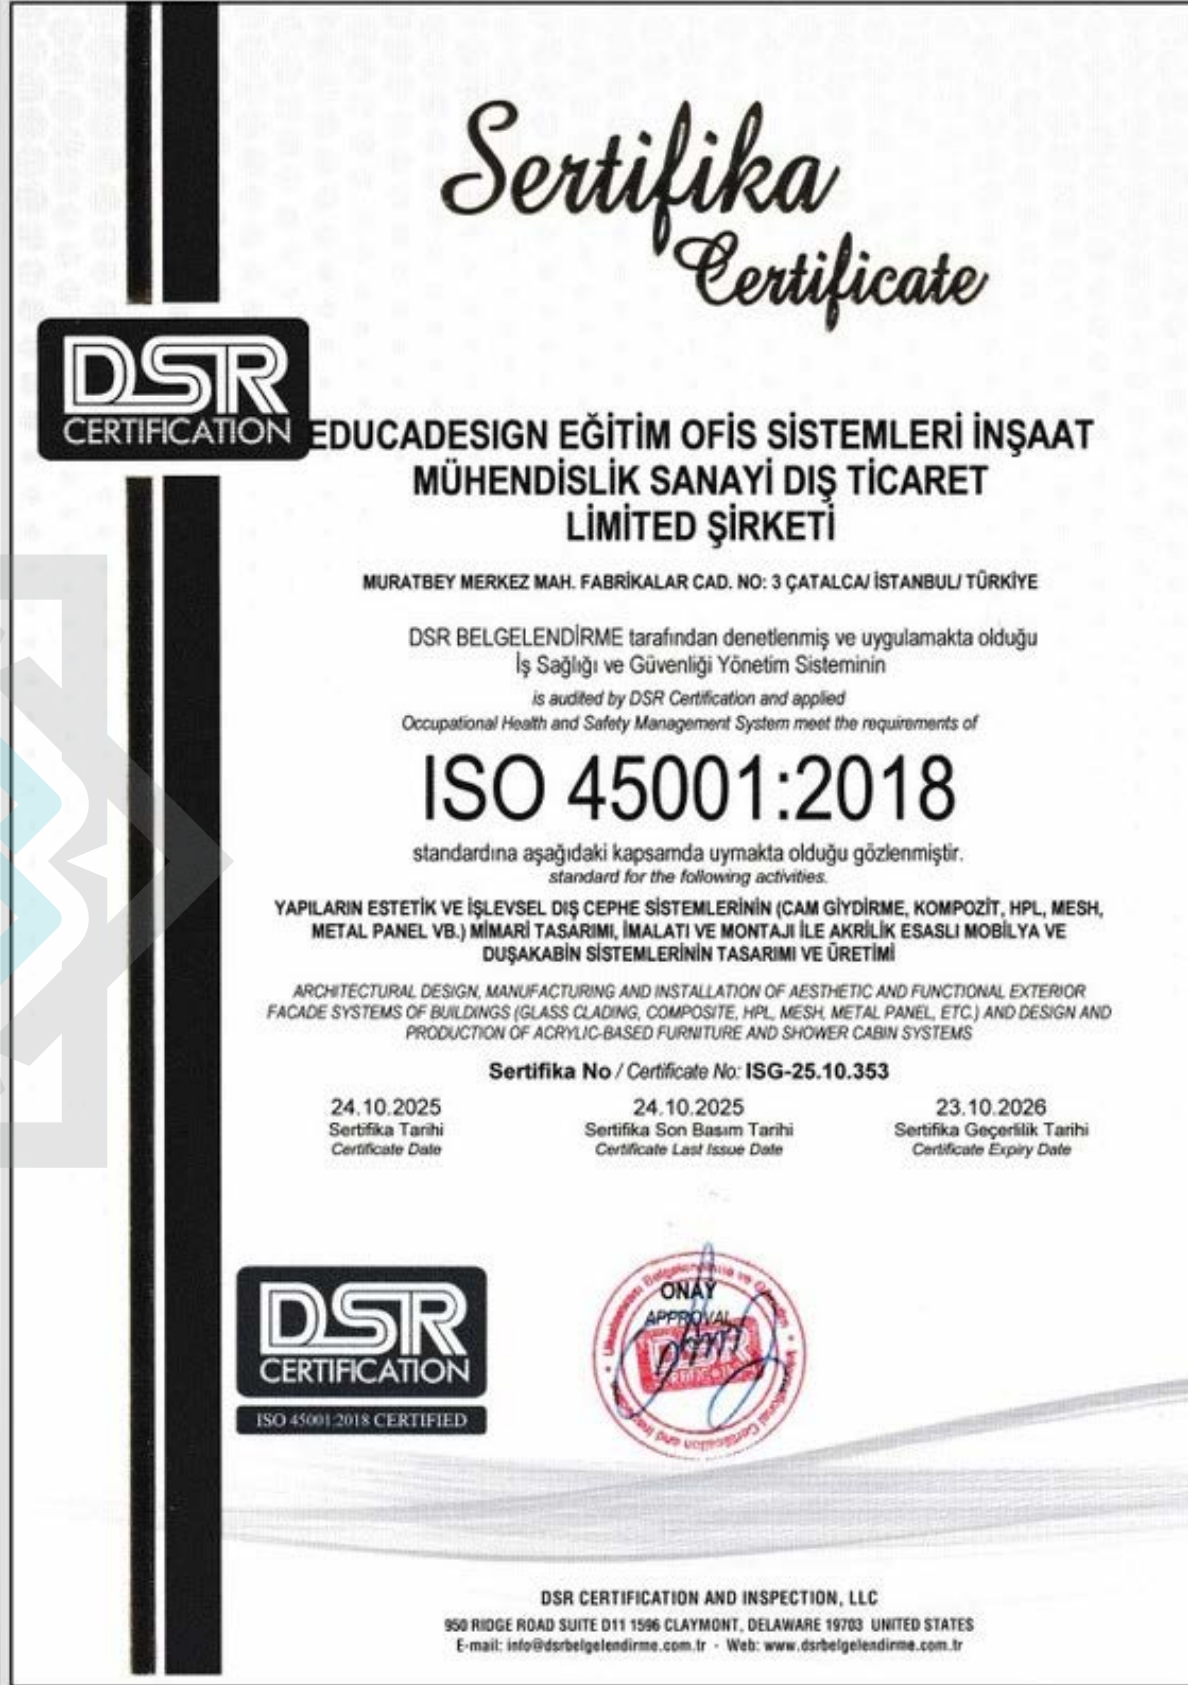 Sertifika
Certificate
DSR
CERTIFICATION
EDUCADESIGN EĞİTİM OFİS SİSTEMLERİ İNŞAAT
MÜHENDİSLİK SANAYİ DIŞ TİCARET
LİMİTED ŞİRKETİ
MURATBEY MERKEZ MAH. FABRİKALAR CAD. NO: 3 ÇATALCA/ İSTANBUL/ TÜRKİYE
DSR BELGELENDİRME tarafından denetlenmiş ve uygulamakta olduğu
İş Sağlığı ve Güvenliği Yönetim Sisteminin
is audited by DSR Certification and applied
Occupational Health and Safety Management System meet the requirements of
ISO 45001:2018
standardına aşağıdaki kapsamda uymakta olduğu gözlenmiştir.
standard for the following activities.
YAPILARIN ESTETİK VE İŞLEVSEL DIŞ CEPHE SİSTEMLERİNİN (CAM GİYDİRME, KOMPOZİT, HPL, MESH,
METAL PANEL VB.) MİMARİ TASARIMI, İMALATI VE MONTAJI İLE AKRİLİK ESASLI MOBİLYA VE
DUŞAKABİN SİSTEMLERİNİN TASARIMI VE ÜRETİMİ
ARCHITECTURAL DESIGN, MANUFACTURING AND INSTALLATION OF AESTHETIC AND FUNCTIONAL EXTERIOR
FACADE SYSTEMS OF BUILDINGS (GLASS CLADING, COMPOSITE, HPL, MESH, METAL PANEL, ETC.) AND DESIGN AND
PRODUCTION OF ACRYLIC-BASED FURNITURE AND SHOWER CABIN SYSTEMS
Sertifika No / Certificate No: ISG-25.10.353
24.10.2025 24.10.2025 23.10.2026
Sertifika Tarihi Sertifika Son Basım Tarihi Sertifika Geçerlilik Tarihi
Certificate Date Certificate Last Issue Date Certificate Expiry Date
DSR
CERTIFICATION
ISO 45001:2018 CERTIFIED
ONAY
APPROVAL
DSR
DSR CERTIFICATION AND INSPECTION, LLC
950 RIDGE ROAD SUITE D11 1596 CLAYMONT, DELAWARE 19703 UNITED STATES
E-mail: info@dsrbelgelendirme.com.tr - Web: www.dsrbelgelendirme.com.tr